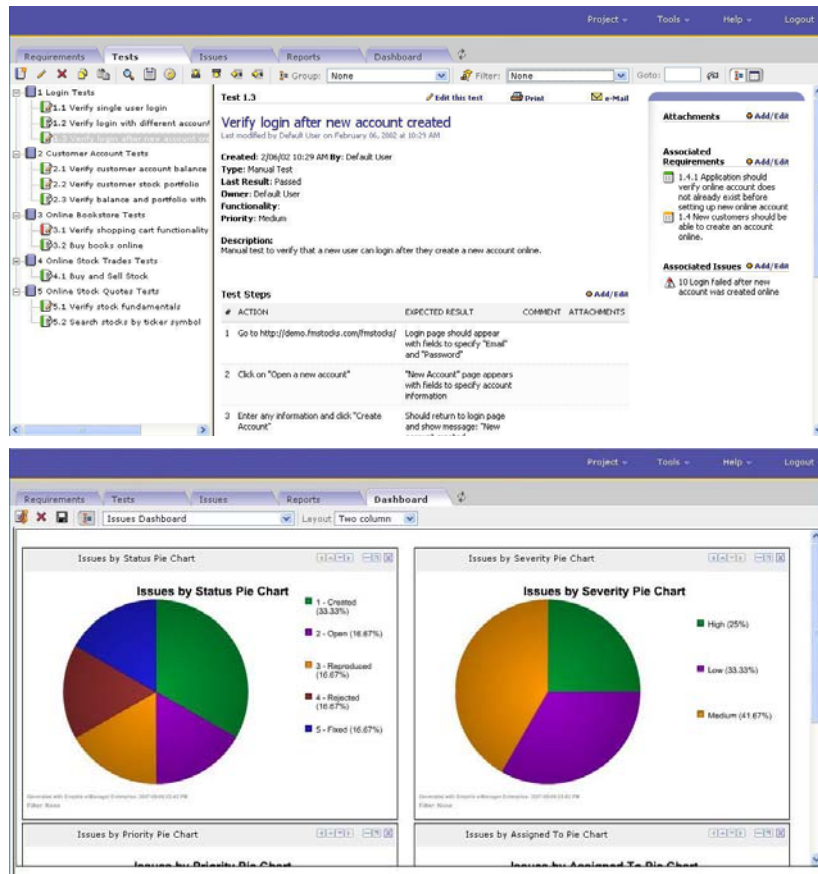 Project Tools Help Logout
Requirements Tests Issues Reports Dashboard
Group: None Filter: None Goto:
1 Login Tests
1.1 Verify single user login
1.2 Verify login with different account
1.3 Verify login after new account cre
2 Customer Account Tests
2.1 Verify customer account balance
2.2 Verify customer stock portfolio
2.3 Verify balance and portfolio with
3 Online Bookstore Tests
3.1 Verify shopping cart functionality
3.2 Buy books online
4 Online Stock Trades Tests
4.1 Buy and Sell Stock
5 Online Stock Quotes Tests
5.1 Verify stock fundamentals
5.2 Search stocks by ticker symbol
Test 1.3 Edit this test Print e-Mail
Verify login after new account created
Last modified by Default User on February 06, 2002 at 10:29 AM
Created: 2/06/02 10:29 AM By: Default User
Type: Manual Test
Last Result: Passed
Owner: Default User
Functionality:
Priority: Medium
Description:
Manual test to verify that a new user can login after they create a new account online.
Test Steps Add/Edit
# ACTION EXPECTED RESULT COMMENT ATTACHMENTS
1 Go to http://demo.fmstocks.com/fmstocks/ Login page should appear
with fields to specify "Email"
and "Password"
2 Click on "Open a new account" "New Account" page appears
with fields to specify account
information
3 Enter any information and click "Create Should return to login page
Account" and show message: "New
Attachments Add/Edit
Associated
Requirements Add/Edit
1.4.1 Application should
verify online account does
not already exist before
setting up new online account
1.4 New customers should be
able to create an account
online.
Associated Issues Add/Edit
10 Login failed after new
account was created online
Project Tools Help Logout
Requirements Tests Issues Reports Dashboard
Issues Dashboard Layout Two column
Issues by Status Pie Chart
Issues by Status Pie Chart
1 - Created
(33.33%)
2 - Open (16.67%)
3 - Reproduced
(16.67%)
4 - Rejected
(16.67%)
5 - Fixed (16.67%)
Filter: None
Issues by Severity Pie Chart
Issues by Severity Pie Chart
High (25%)
Low (33.33%)
Medium (41.67%)
Filter: None
Issues by Priority Pie Chart
Issues by Priority Pie Chart
Issues by Assigned To Pie Chart
Issues by Assigned To Pie Chart